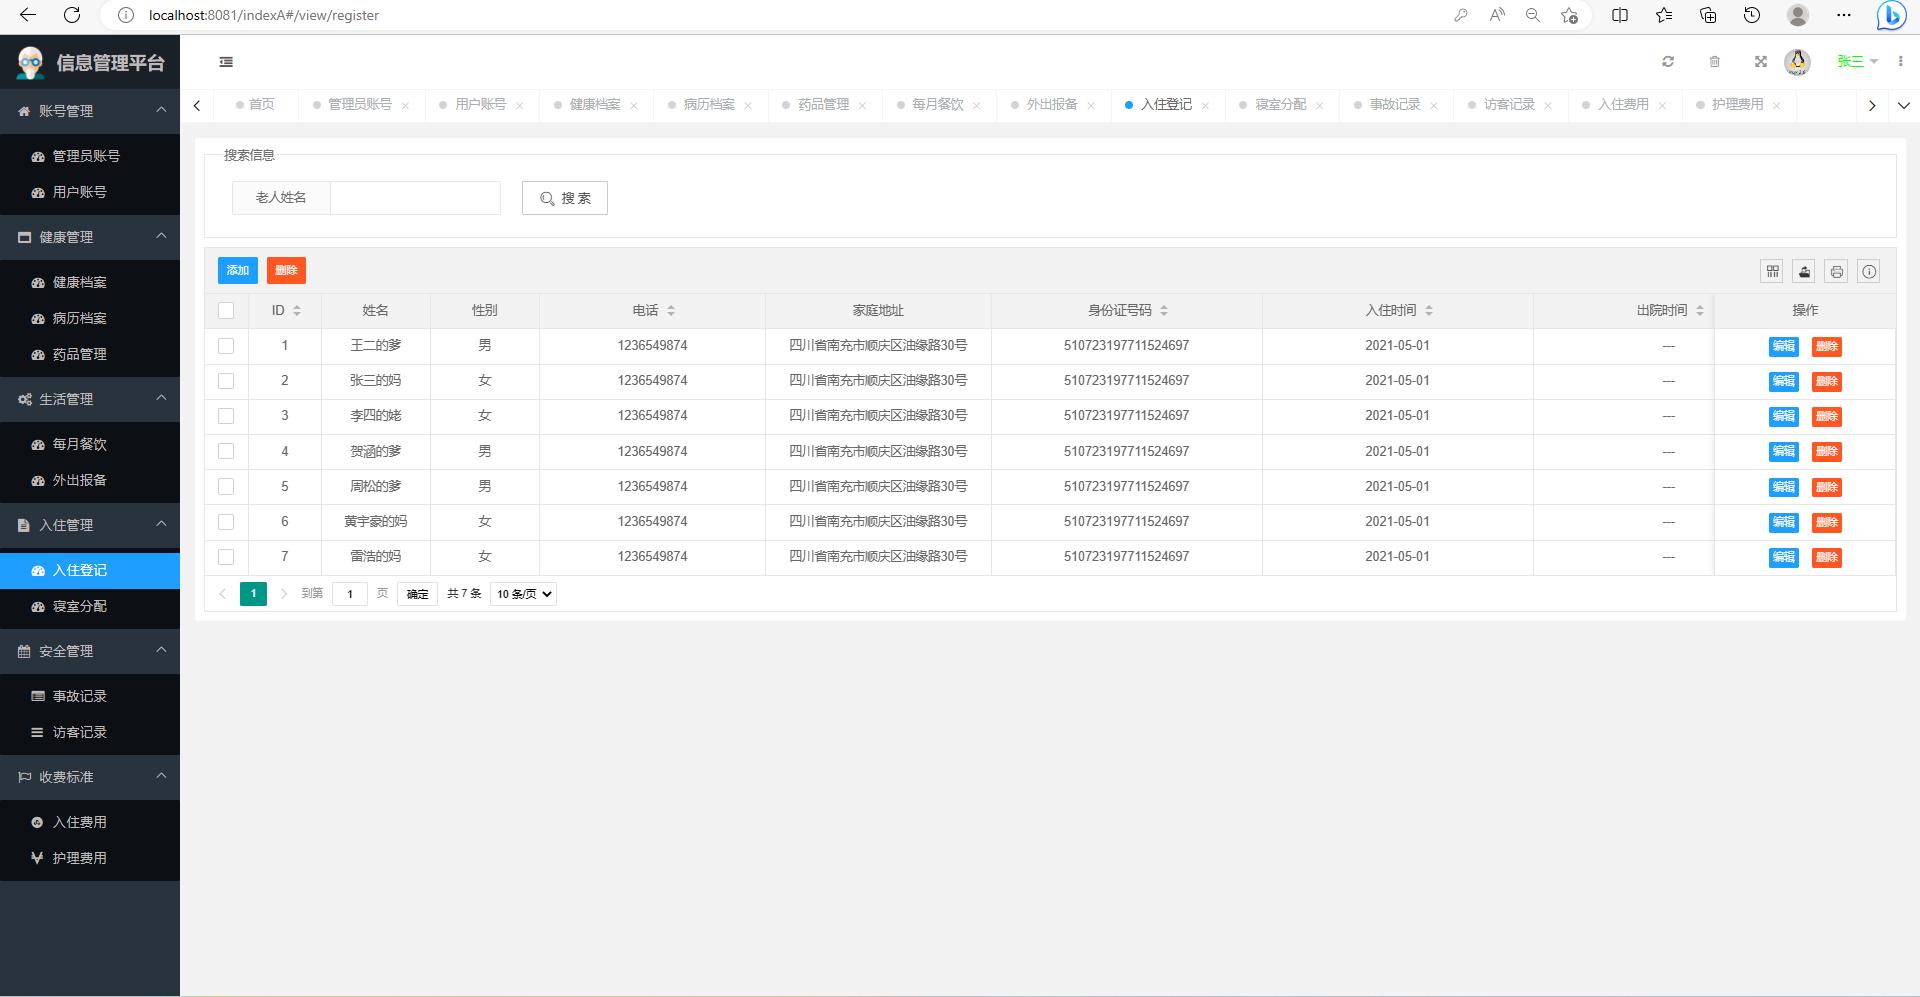 localhost:8081/indexA#/view/register
信息管理平台
张三
账号管理
管理员账号
用户账号
健康管理
健康档案
病历档案
药品管理
生活管理
每月餐饮
外出报备
入住管理
入住登记
寝室分配
安全管理
事故记录
访客记录
收费标准
入住费用
护理费用
首页 管理员账号 用户账号 健康档案 病历档案 药品管理 每月餐饮 外出报备 入住登记 寝室分配 事故记录 访客记录 入住费用 护理费用
搜索信息
老人姓名 搜 索
添加 删除
ID 姓名 性别 电话 家庭地址 身份证号码 入住时间 出院时间 操作
1 王二的爹 男 1236549874 四川省南充市顺庆区油缘路30号 510723197711524697 2021-05-01 --- 编辑 删除
2 张三的妈 女 1236549874 四川省南充市顺庆区油缘路30号 510723197711524697 2021-05-01 --- 编辑 删除
3 李四的姥 女 1236549874 四川省南充市顺庆区油缘路30号 510723197711524697 2021-05-01 --- 编辑 删除
4 贺涵的爹 男 1236549874 四川省南充市顺庆区油缘路30号 510723197711524697 2021-05-01 --- 编辑 删除
5 周松的爹 男 1236549874 四川省南充市顺庆区油缘路30号 510723197711524697 2021-05-01 --- 编辑 删除
6 黄宇豪的妈 女 1236549874 四川省南充市顺庆区油缘路30号 510723197711524697 2021-05-01 --- 编辑 删除
7 雷浩的妈 女 1236549874 四川省南充市顺庆区油缘路30号 510723197711524697 2021-05-01 --- 编辑 删除
1 到第 1 页 确定 共 7 条 10 条/页